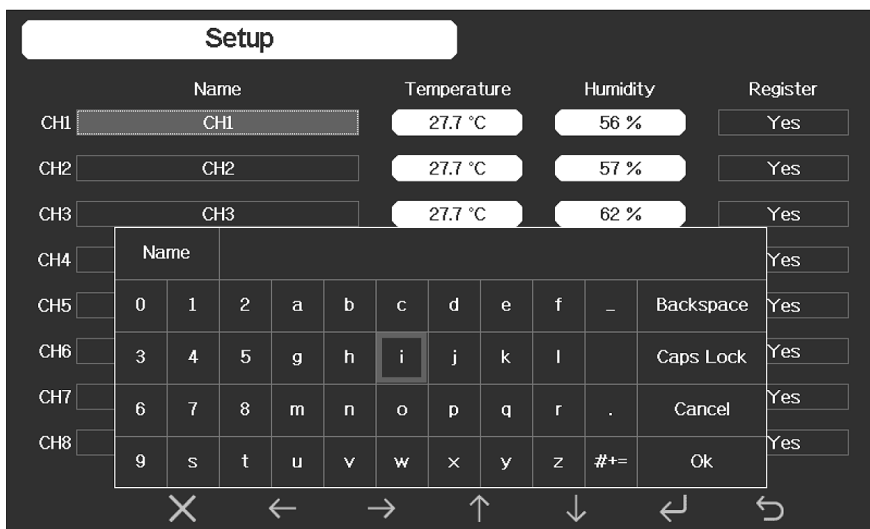 Setup
Name Temperature Humidity Register
CH1 CH1 27.7 °C 56 % Yes
CH2 CH2 27.7 °C 57 % Yes
CH3 CH3 27.7 °C 62 % Yes
CH4 Name Yes
CH5 0 1 2 a b c d e f _ Backspace Yes
CH6 3 4 5 g h i j k l Caps Lock Yes
CH7 6 7 8 m n o p q r . Cancel Yes
CH8 9 s t u v w x y z #+= Ok Yes